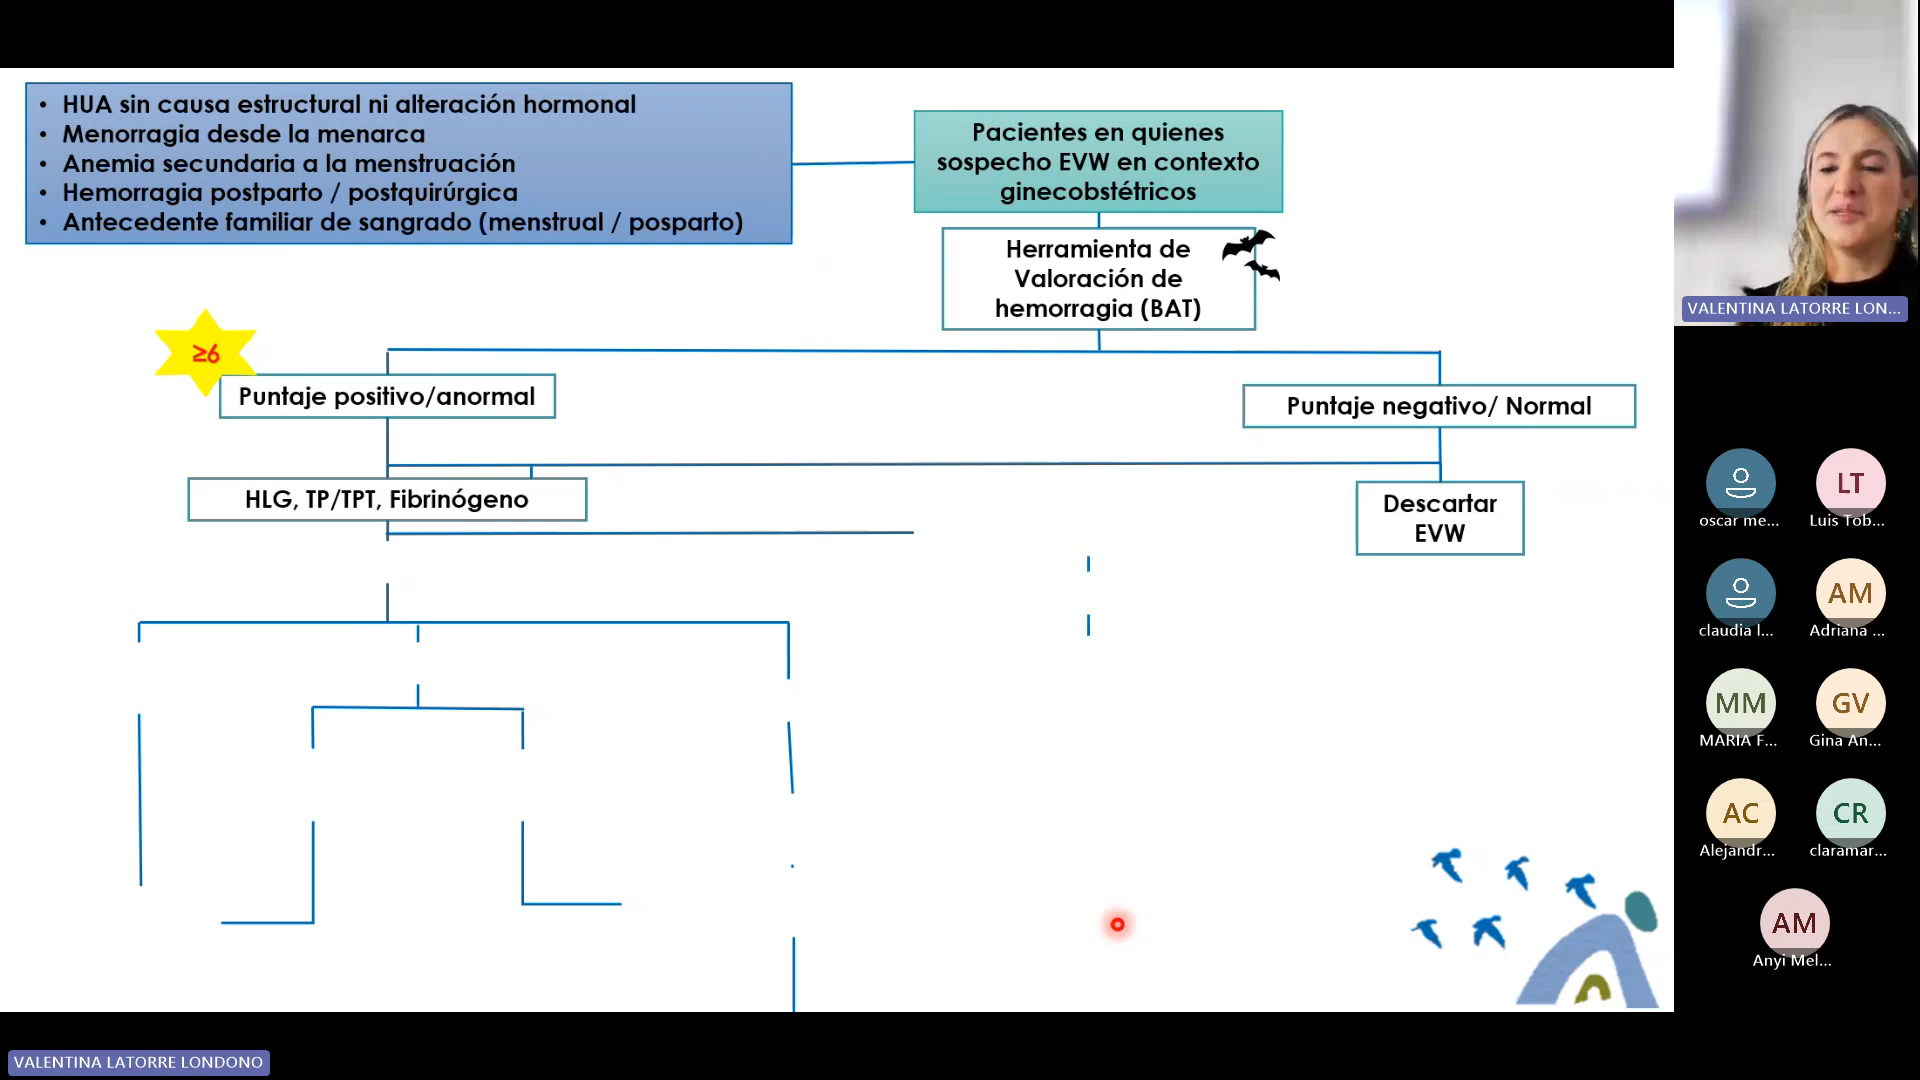 • HUA sin causa estructural ni alteración hormonal
• Menorragia desde la menarca
• Anemia secundaria a la menstruación
• Hemorragia postparto / postquirúrgica
• Antecedente familiar de sangrado (menstrual / posparto)
Pacientes en quienes
sospecho EVW en contexto
ginecobstétricos
Herramienta de
Valoración de
hemorragia (BAT)
≥6
Puntaje positivo/anormal
Puntaje negativo/ Normal
HLG, TP/TPT, Fibrinógeno
Descartar
EVW
VALENTINA LATORRE LON...
oscar me...
LT
Luis Tob...
claudia l...
AM
Adriana ...
MM
MARIA F...
GV
Gina An...
AC
Alejandr...
CR
claramar...
AM
Anyi Mel...
VALENTINA LATORRE LONDONO